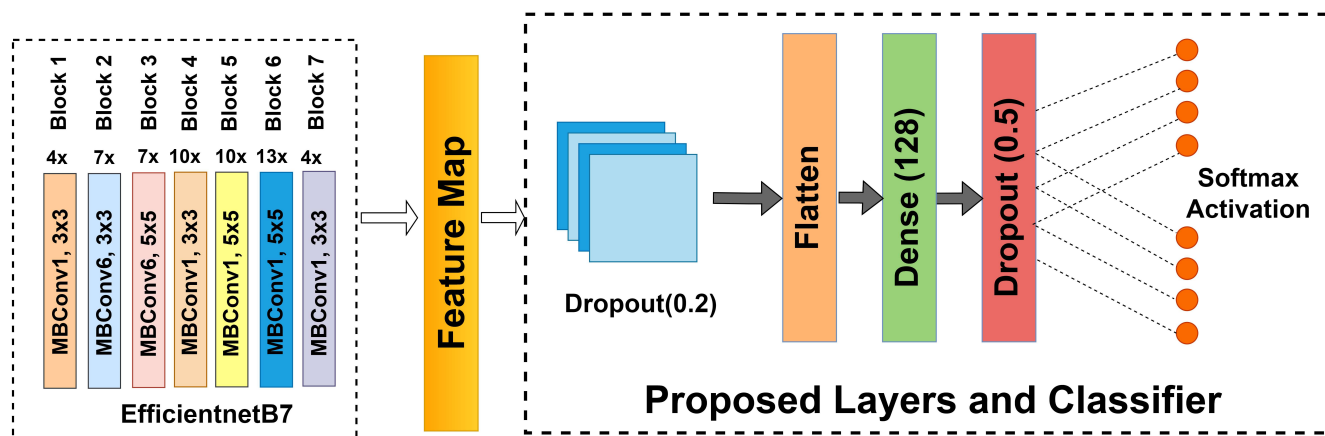 Block 1
Block 2
Block 3
Block 4
Block 5
Block 6
Block 7
4x
7x
7x
10x
10x
13x
4x
MBConv1, 3x3
MBConv6, 3x3
MBConv6, 5x5
MBConv1, 3x3
MBConv1, 5x5
MBConv1, 5x5
MBConv1, 3x3
EfficientnetB7
Feature Map
Dropout(0.2)
Flatten
Dense (128)
Dropout (0.5)
Softmax
Activation
Proposed Layers and Classifier